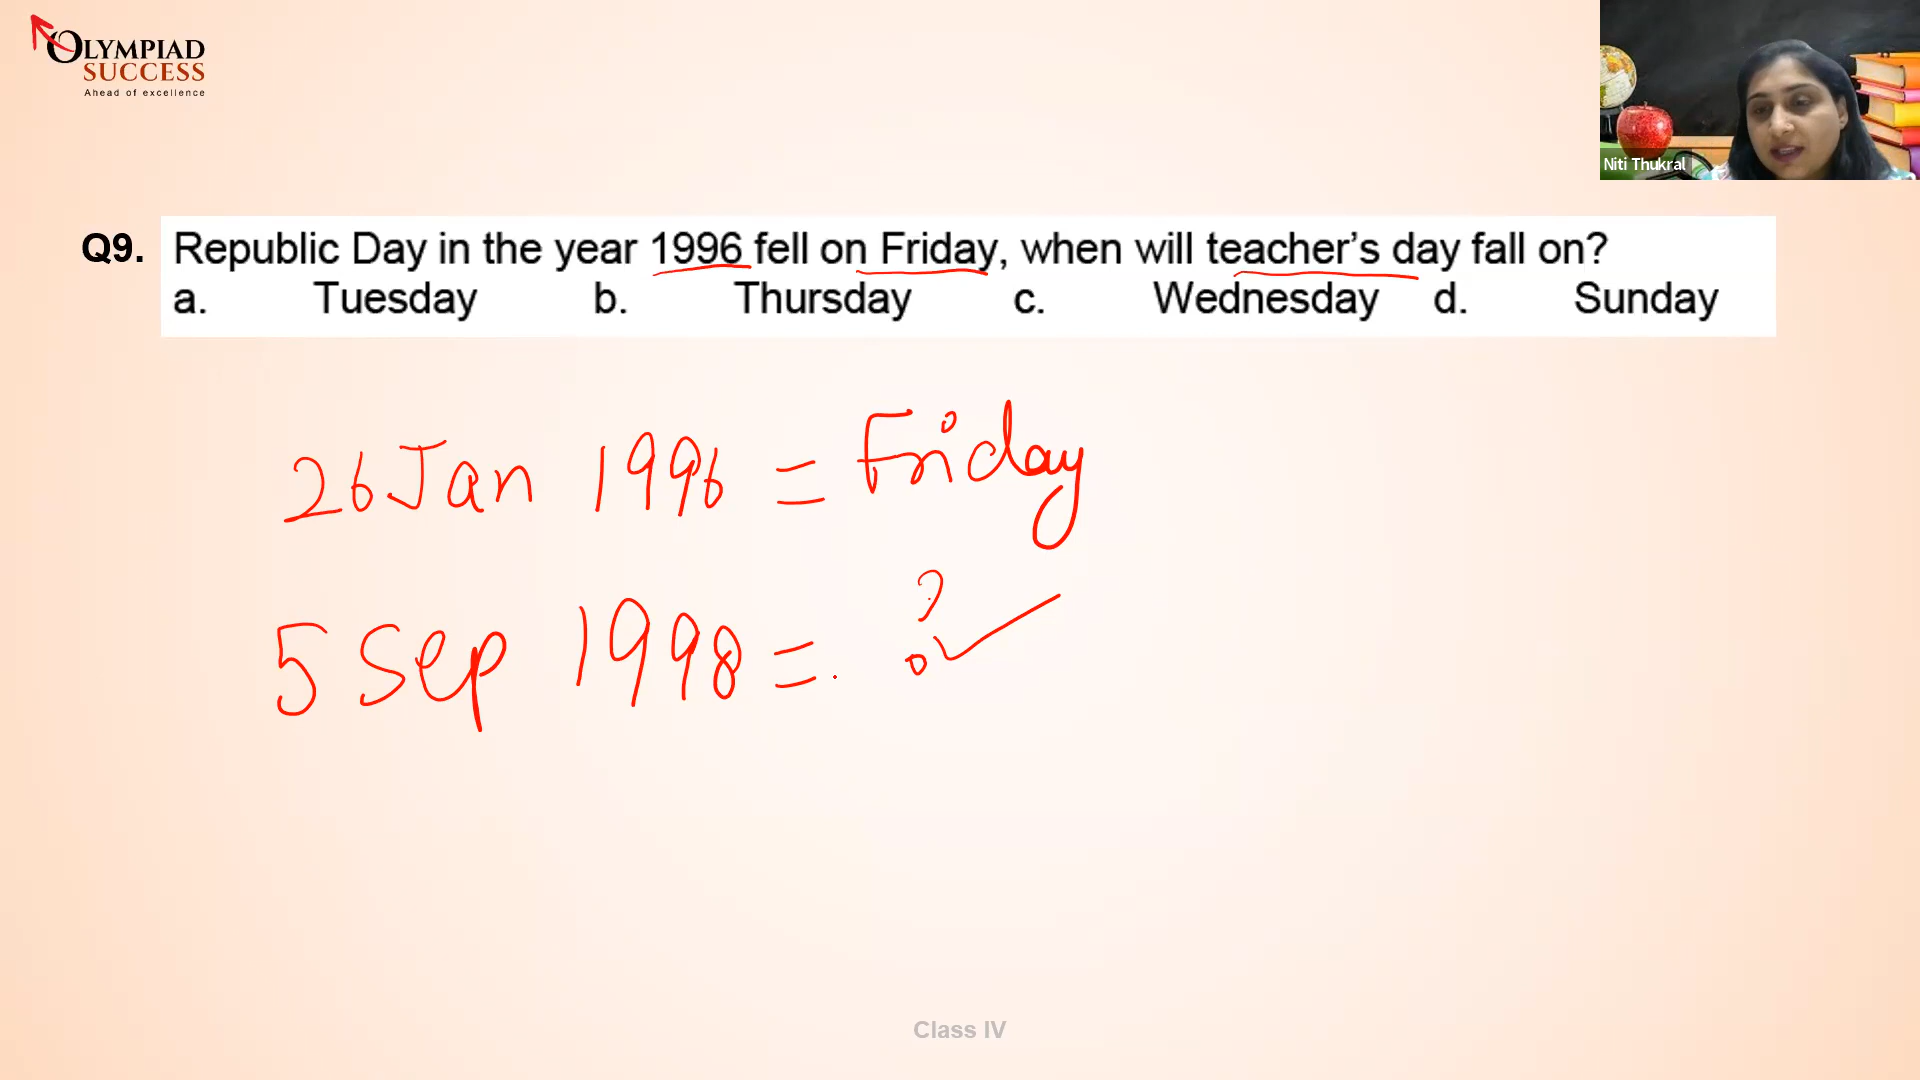 OLYMPIAD
SUCCESS
Ahead of excellence
Niti Thukral
Q9. Republic Day in the year 1996 fell on Friday, when will teacher's day fall on?
a. Tuesday b. Thursday c. Wednesday d. Sunday
26 Jan 1996 = Friday
5 Sep 1998 = ?
Class IV